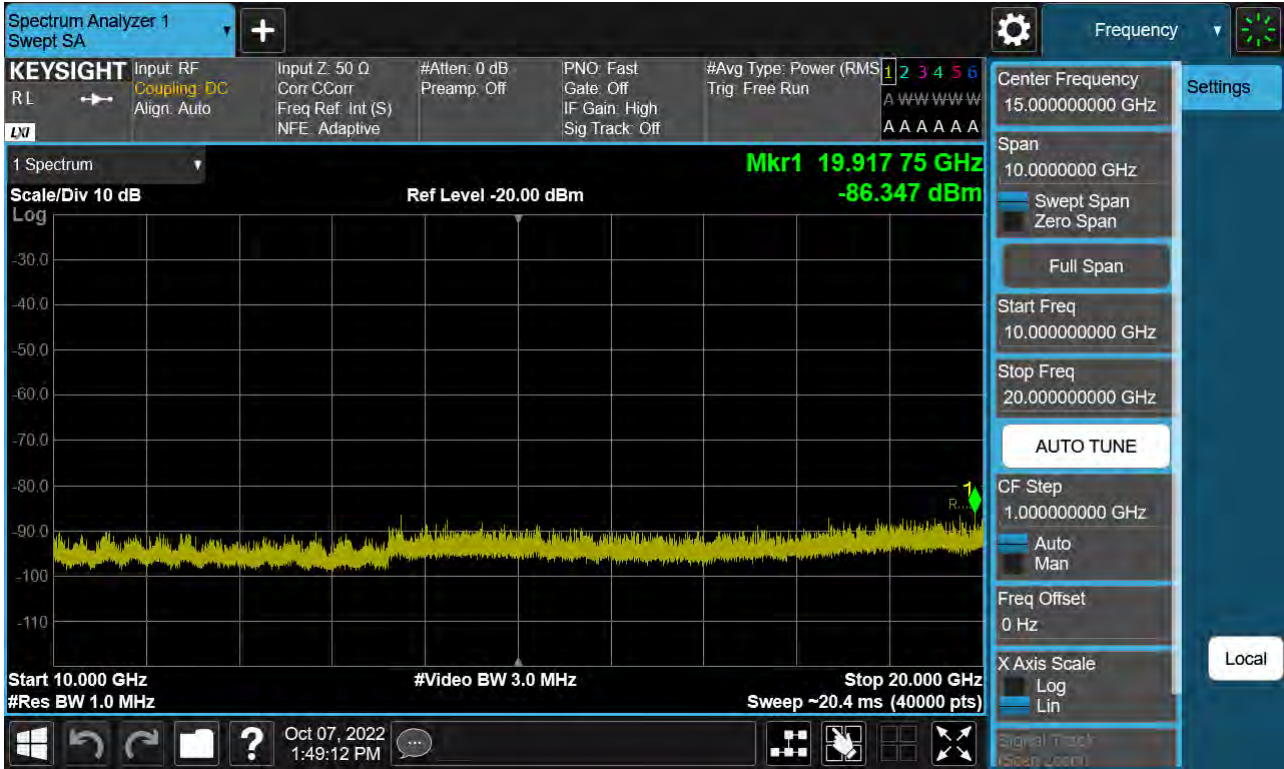 Spectrum Analyzer 1
Swept SA
Frequency
KEYSIGHT
R L
LXI
Input: RF
Coupling: DC
Align: Auto
Input Z: 50 Ω
Corr CCorr
Freq Ref: Int (S)
NFE: Adaptive
#Atten: 0 dB
Preamp: Off
PNO: Fast
Gate: Off
IF Gain: High
Sig Track: Off
#Avg Type: Power (RMS
Trig: Free Run
1 2 3 4 5 6
A W W W W W
A A A A A A
1 Spectrum
Mkr1 19.917 75 GHz
-86.347 dBm
Scale/Div 10 dB
Ref Level -20.00 dBm
Log
-30.0
-40.0
-50.0
-60.0
-70.0
-80.0
-90.0
-100
-110
1
R...
Start 10.000 GHz
#Video BW 3.0 MHz
Stop 20.000 GHz
#Res BW 1.0 MHz
Sweep ~20.4 ms (40000 pts)
Center Frequency
15.000000000 GHz
Span
10.0000000 GHz
Swept Span
Zero Span
Full Span
Start Freq
10.000000000 GHz
Stop Freq
20.000000000 GHz
AUTO TUNE
CF Step
1.000000000 GHz
Auto
Man
Freq Offset
0 Hz
X Axis Scale
Log
Lin
Signal Track
(Span Zoom)
Settings
Local
?
Oct 07, 2022
1:49:12 PM